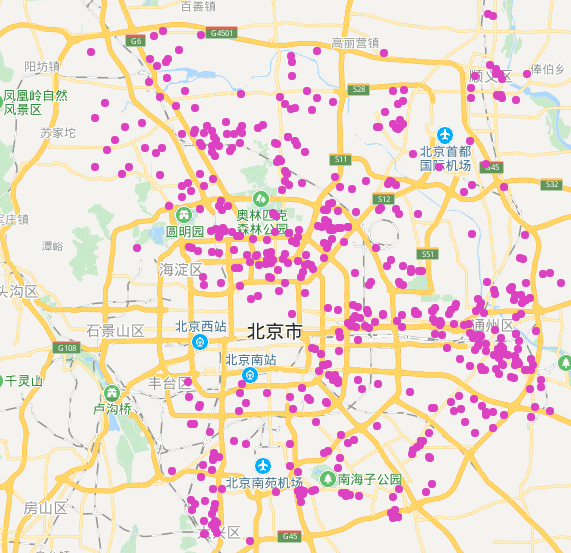 百善镇
G4501
G6
高丽营镇
阳坊镇
顺义区
俸伯乡
S28
凤凰岭自然
风景区
苏家坨
北京首都
国际机场
S11
G45
S32
S12
奥林匹克
森林公园
圆明园
潭峪
S51
海淀区
头沟区
北京西站
北京市
通州区
石景山区
G108
北京南站
千灵山
丰台区
卢沟桥
北京南苑机场
南海子公园
房山区
G45